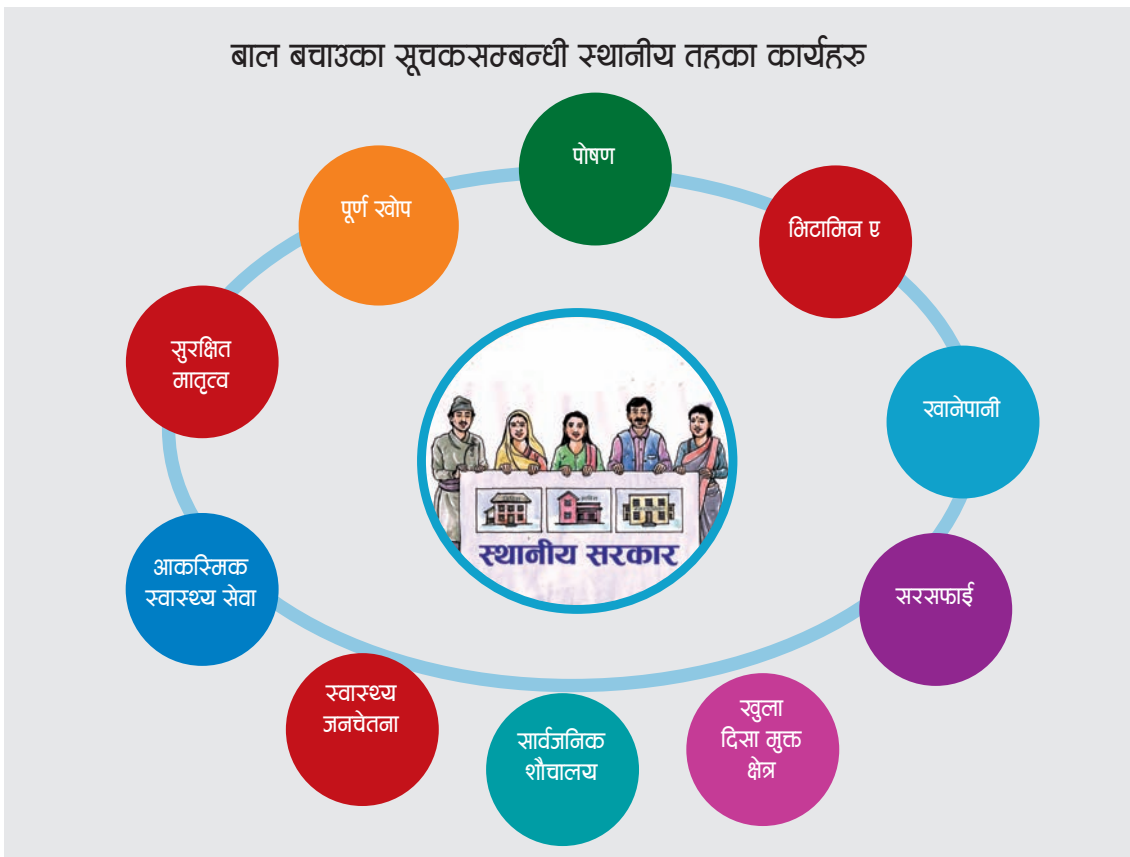 बाल बचाउका सूचकसम्बन्धी स्थानीय तहका कार्यहरु
पोषण
भिटामिन ए
खानेपानी
सरसफाई
खुला
दिसा मुक्त
क्षेत्र
सार्वजनिक
शौचालय
स्वास्थ्य
जनचेतना
आकस्मिक
स्वास्थ्य सेवा
सुरक्षित
मातृत्व
पूर्ण खोप
स्थानीय सरकार